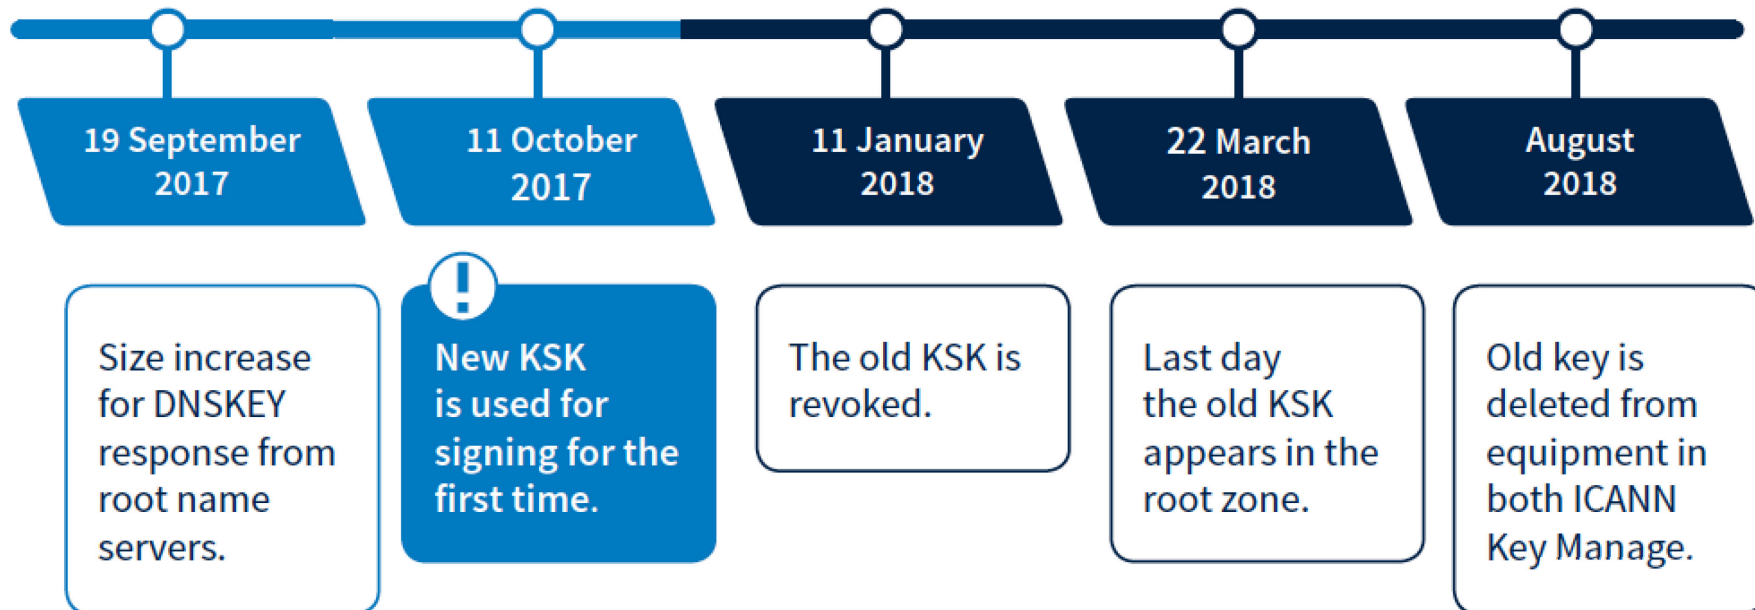 19 September
2017
11 October
2017
11 January
2018
22 March
2018
August
2018
Size increase
for DNSKEY
response from
root name
servers.
!
New KSK
is used for
signing for the
first time.
The old KSK is
revoked.
Last day
the old KSK
appears in the
root zone.
Old key is
deleted from
equipment in
both ICANN
Key Manage.